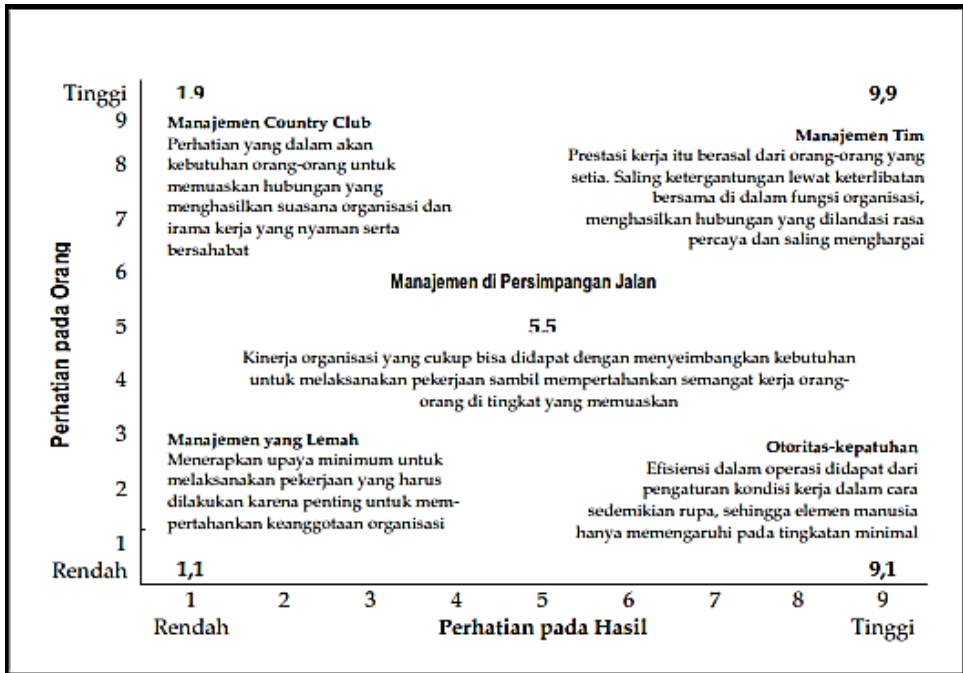 Tinggi
1.9
9,9
9
8
7
6
5
4
3
2
1
Rendah
Perhatian pada Orang
Manajemen Country Club
Perhatian yang dalam akan
kebutuhan orang-orang untuk
memuaskan hubungan yang
menghasilkan suasana organisasi dan
irama kerja yang nyaman serta
bersahabat
Manajemen Tim
Prestasi kerja itu berasal dari orang-orang yang
setia. Saling ketergantungan lewat keterlibatan
bersama di dalam fungsi organisasi,
menghasilkan hubungan yang dilandasi rasa
percaya dan saling menghargai
Manajemen di Persimpangan Jalan
5.5
Kinerja organisasi yang cukup bisa didapat dengan menyeimbangkan kebutuhan
untuk melaksanakan pekerjaan sambil mempertahankan semangat kerja orang-
orang di tingkat yang memuaskan
Manajemen yang Lemah
Menerapkan upaya minimum untuk
melaksanakan pekerjaan yang harus
dilakukan karena penting untuk mem-
pertahankan keanggotaan organisasi
Otoritas-kepatuhan
Efisiensi dalam operasi didapat dari
pengaturan kondisi kerja dalam cara
sedemikian rupa, sehingga elemen manusia
hanya memengaruhi pada tingkatan minimal
1,1
9,1
1 2 3 4 5 6 7 8 9
Rendah
Perhatian pada Hasil
Tinggi